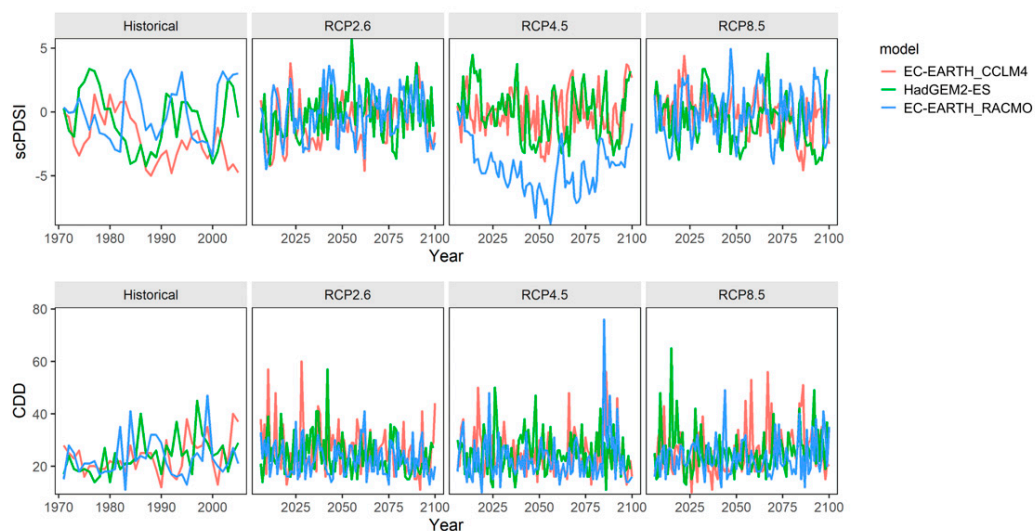 Historical RCP2.6 RCP4.5 RCP8.5
5
0
-5
scPDSI
1970 1980 1990 2000 2025 2050 2075 2100 2025 2050 2075 2100 2025 2050 2075 2100
Year
model
EC-EARTH_CCLM4
HadGEM2-ES
EC-EARTH_RACMO
Historical RCP2.6 RCP4.5 RCP8.5
80
60
40
20
CDD
1970 1980 1990 2000 2025 2050 2075 2100 2025 2050 2075 2100 2025 2050 2075 2100
Year